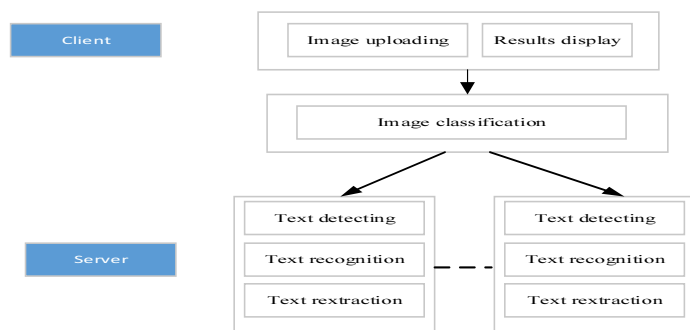 Client
Image uploading
Results display
Image classification
Text detecting
Text detecting
Server
Text recognition
Text recognition
Text rextraction
Text rextraction